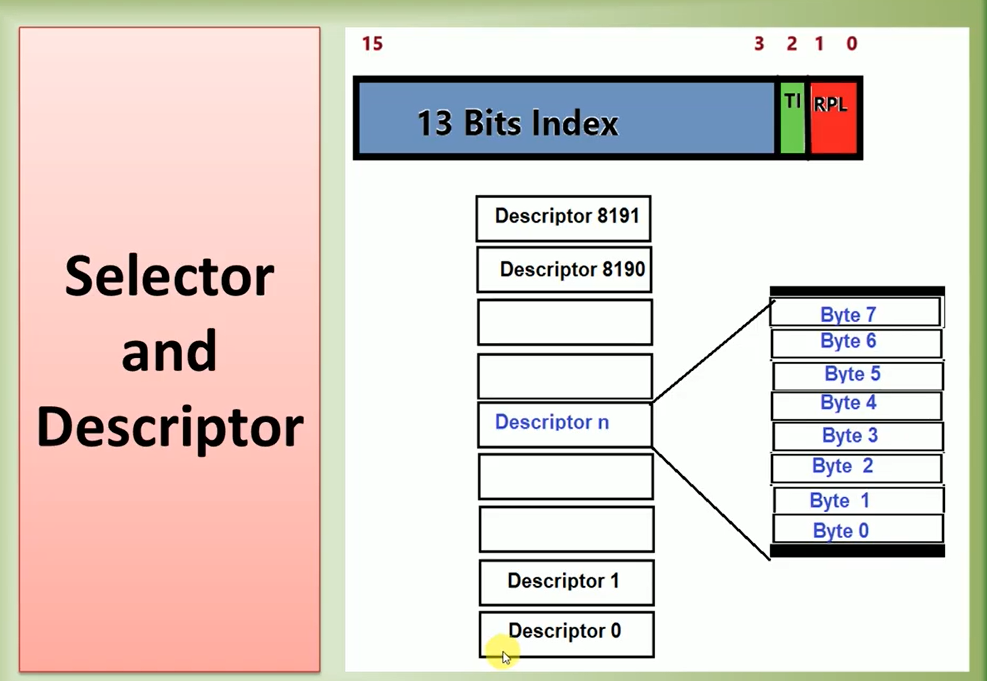 Selector
and
Descriptor
15 3 2 1 0
13 Bits Index TI RPL
Descriptor 8191
Descriptor 8190
Descriptor n
Descriptor 1
Descriptor 0
Byte 7
Byte 6
Byte 5
Byte 4
Byte 3
Byte 2
Byte 1
Byte 0